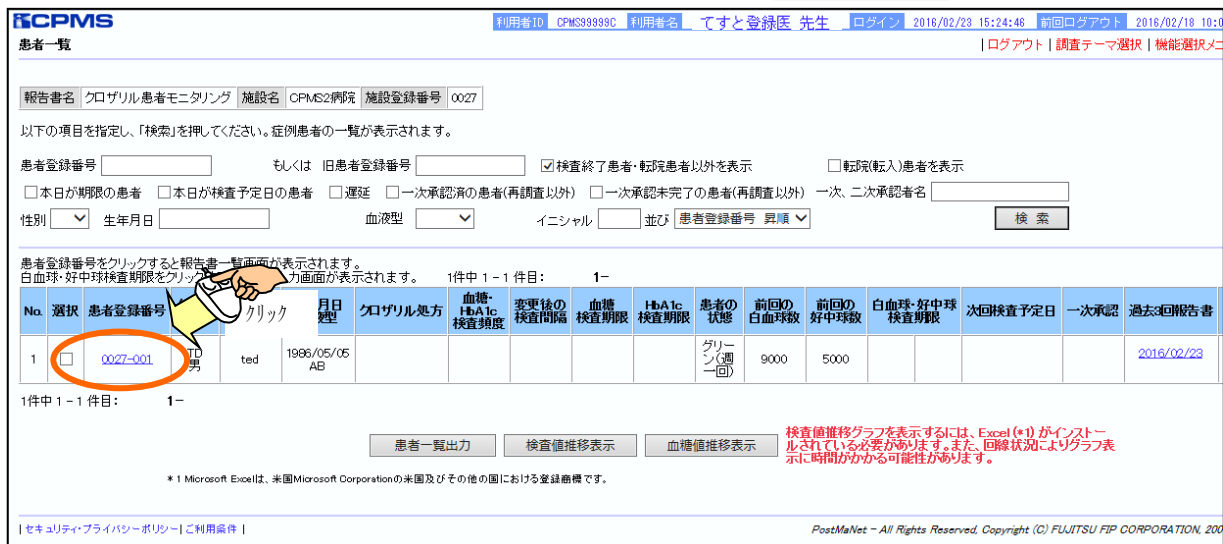 CPMS 利用者ID CPMS99999C 利用者名 てすと登録医 先生 ログイン 2016/02/23 15:24:46 前回ログアウト 2016/02/18 10:0
患者一覧 | ログアウト | 調査テーマ選択 | 機能選択メニ
報告書名 クロザリル患者モニタリング 施設名 CPMS2病院 施設登録番号 0027
以下の項目を指定し、「検索」を押してください。症例患者の一覧が表示されます。
患者登録番号 もしくは 旧患者登録番号 検査終了患者・転院患者以外を表示 転院(転入)患者を表示
本日が期限の患者 本日が検査予定日の患者 遅延 一次承認済の患者(再調査以外) 一次承認未完了の患者(再調査以外) 一次、二次承認者名
性別 生年月日 血液型 イニシャル 並び 患者登録番号 昇順 検 索
患者登録番号をクリックすると報告書一覧画面が表示されます。
白血球・好中球検査期限をクリック 力画面が表示されます。 1件中 1 - 1 件目: 1-
No. 選択 患者登録番号 クリック 月日 クロザリル処方 血糖・HbA1c検査頻度 変更後の検査間隔 血糖検査期限 HbA1c検査期限 患者の状態 前回の白血球数 前回の好中球数 白血球・好中球検査期限 次回検査予定日 一次承認 過去3回報告書
1 0027-001 TD 男 ted 1986/05/05 AB グリーン(週一回) 9000 5000 2016/02/23
1件中 1 - 1 件目: 1-
患者一覧出力 検査値推移表示 血糖値推移表示
検査値推移グラフを表示するには、Excel(*1)がインストー
ルされている必要があります。また、回線状況によりグラフ表
示に時間がかかる可能性があります。
* 1 Microsoft Excelは、米国Microsoft Corporationの米国及びその他の国における登録商標です。
| セキュリティ・プライバシーポリシー | ご利用条件 | PostMaNet - All Rights Reserved, Copyright (C) FUJITSU FIP CORPORATION, 200